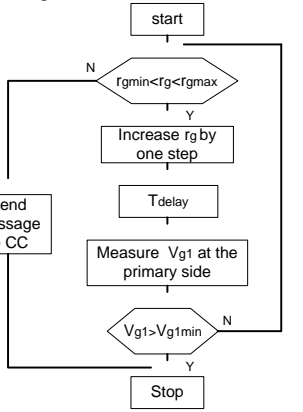 start
N
rgmin<rg<rgmax
Y
Increase rg by
one step
Tdelay
end
ssage
CC
Measure Vg1 at the
primary side
Vg1>Vg1min
N
Y
Stop